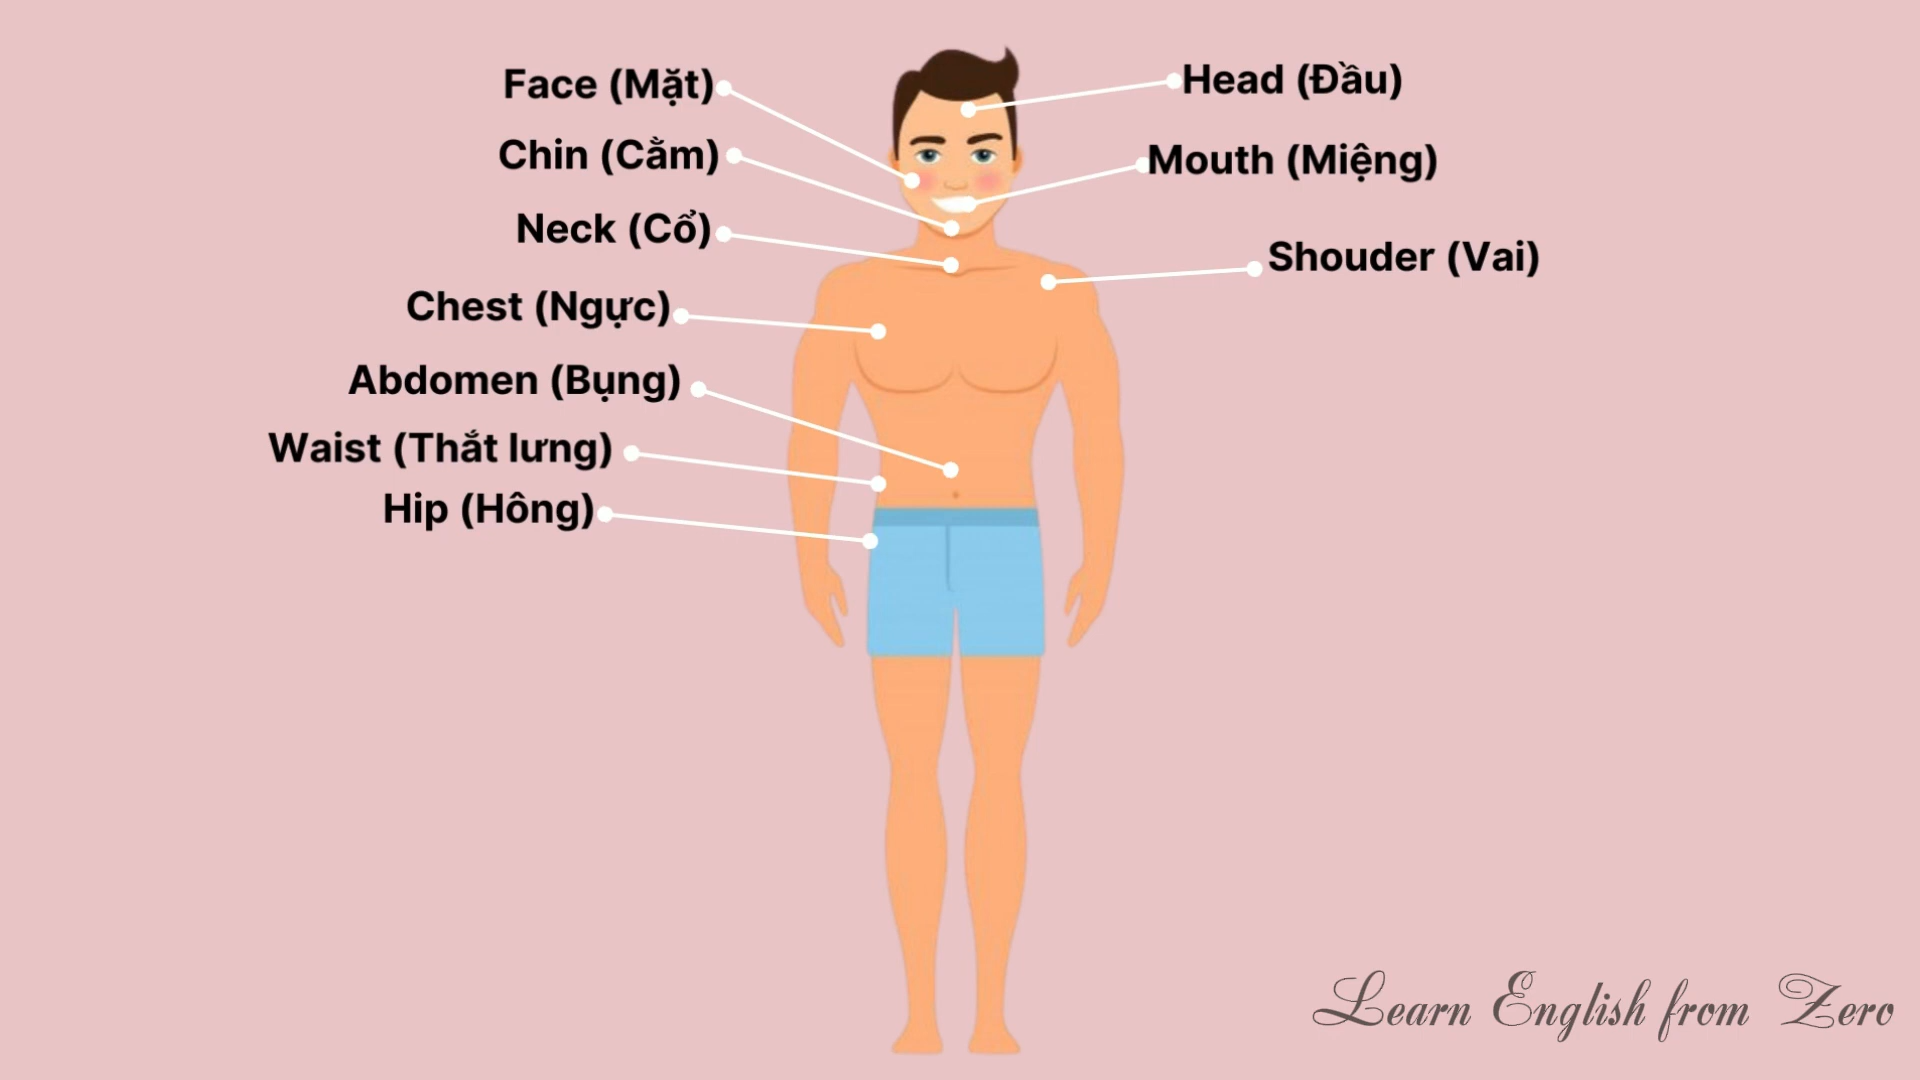 Face (Mặt)
Head (Đầu)
Chin (Cằm)
Mouth (Miệng)
Neck (Cổ)
Shouder (Vai)
Chest (Ngực)
Abdomen (Bụng)
Waist (Thắt lưng)
Hip (Hông)
Learn English from Zero